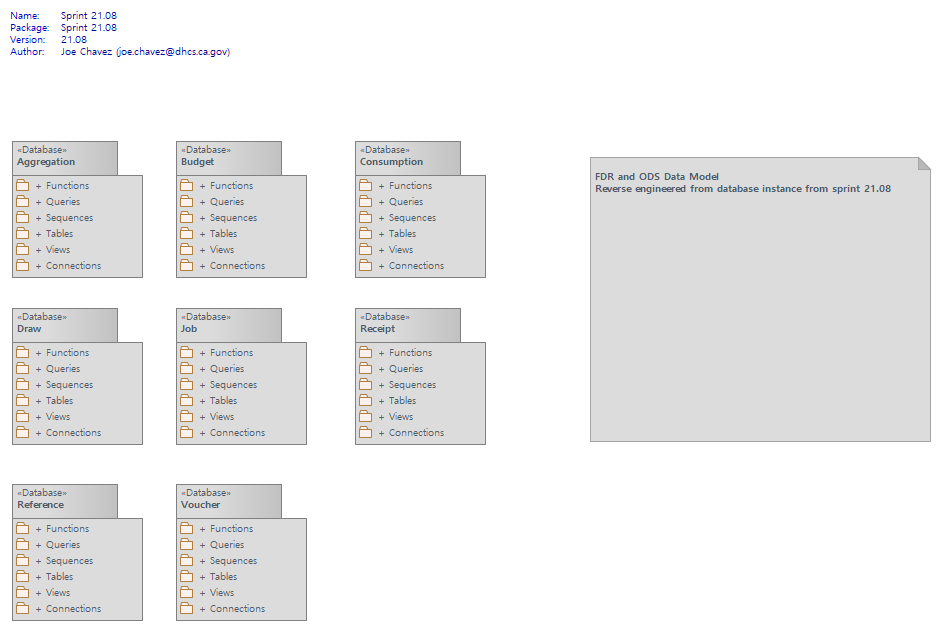 Name: Sprint 21.08
Package: Sprint 21.08
Version: 21.08
Author: Joe Chavez (joe.chavez@dhcs.ca.gov)
«Database»
Aggregation
+ Functions
+ Queries
+ Sequences
+ Tables
+ Views
+ Connections
«Database»
Budget
+ Functions
+ Queries
+ Sequences
+ Tables
+ Views
+ Connections
«Database»
Consumption
+ Functions
+ Queries
+ Sequences
+ Tables
+ Views
+ Connections
FDR and ODS Data Model
Reverse engineered from database instance from sprint 21.08
«Database»
Draw
+ Functions
+ Queries
+ Sequences
+ Tables
+ Views
+ Connections
«Database»
Job
+ Functions
+ Queries
+ Sequences
+ Tables
+ Views
+ Connections
«Database»
Receipt
+ Functions
+ Queries
+ Sequences
+ Tables
+ Views
+ Connections
«Database»
Reference
+ Functions
+ Queries
+ Sequences
+ Tables
+ Views
+ Connections
«Database»
Voucher
+ Functions
+ Queries
+ Sequences
+ Tables
+ Views
+ Connections